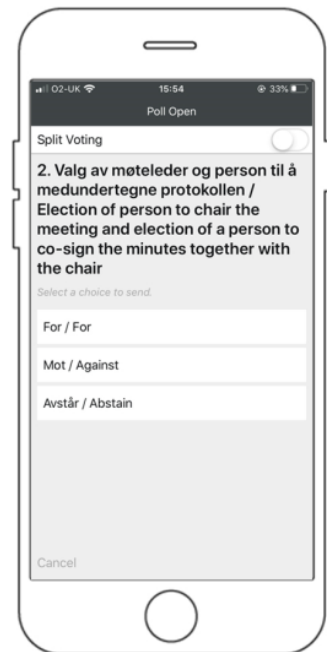 O2-UK 15:54 33%
Poll Open
Split Voting
2. Valg av møteleder og person til å
medundertegne protokollen /
Election of person to chair the
meeting and election of a person to
co-sign the minutes together with
the chair
Select a choice to send.
For / For
Mot / Against
Avstår / Abstain
Cancel